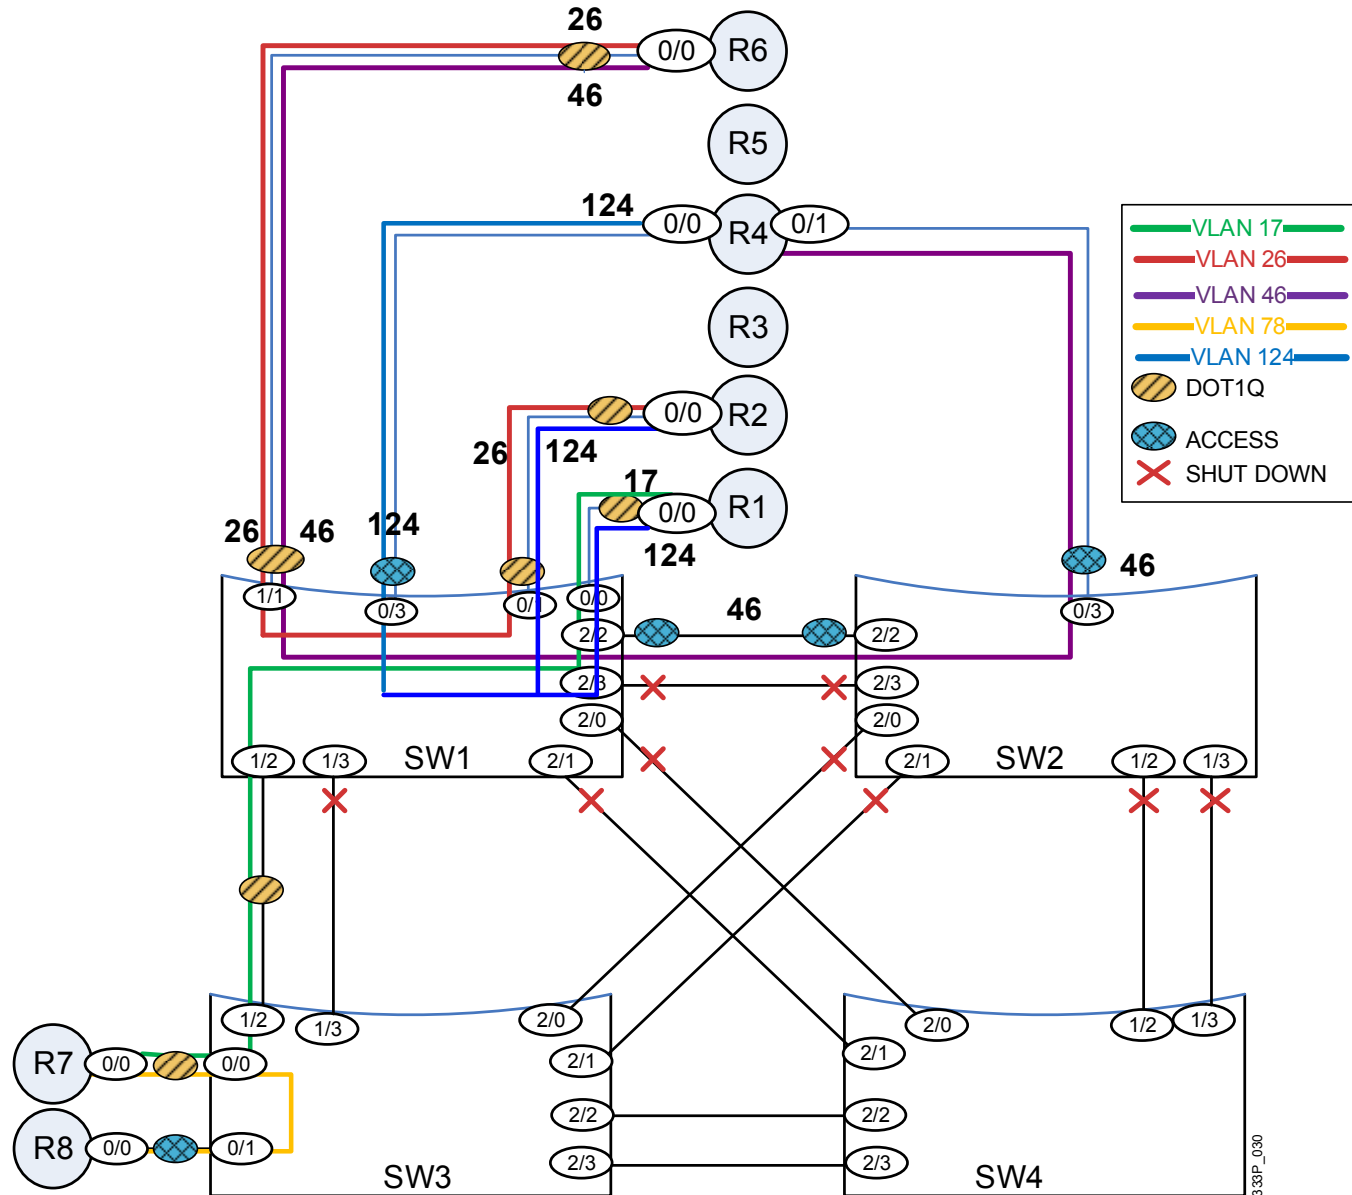 26
0/0
R6
46
R5
124
0/0
R4
0/1
VLAN 17
VLAN 26
VLAN 46
VLAN 78
VLAN 124
DOT1Q
ACCESS
SHUT DOWN
R3
0/0
R2
26
124
17
0/0
R1
124
26
46
124
46
1/1
0/3
0/1
0/0
0/3
2/2
46
2/2
2/3
2/3
2/0
2/0
1/2
1/3
SW1
2/1
2/1
SW2
1/2
1/3
1/2
1/3
2/0
2/0
1/2
1/3
R7
0/0
0/0
2/1
2/1
2/2
2/2
R8
0/0
0/1
2/3
2/3
SW3
SW4
333P_030